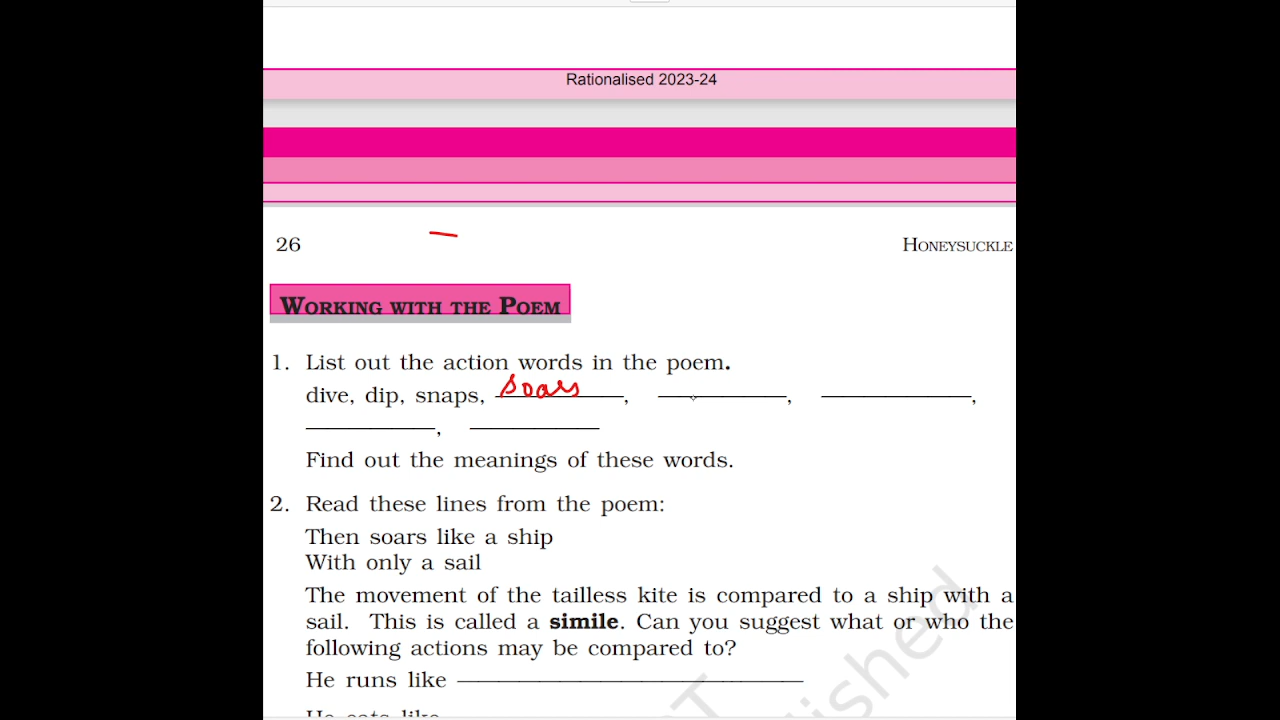 Rationalised 2023-24
26 HONEYSUCKLE
WORKING WITH THE POEM
1. List out the action words in the poem.
dive, dip, snaps, soars, , ,
,
Find out the meanings of these words.
2. Read these lines from the poem:
Then soars like a ship
With only a sail
The movement of the tailless kite is compared to a ship with a
sail. This is called a simile. Can you suggest what or who the
following actions may be compared to?
He runs like
He eats like